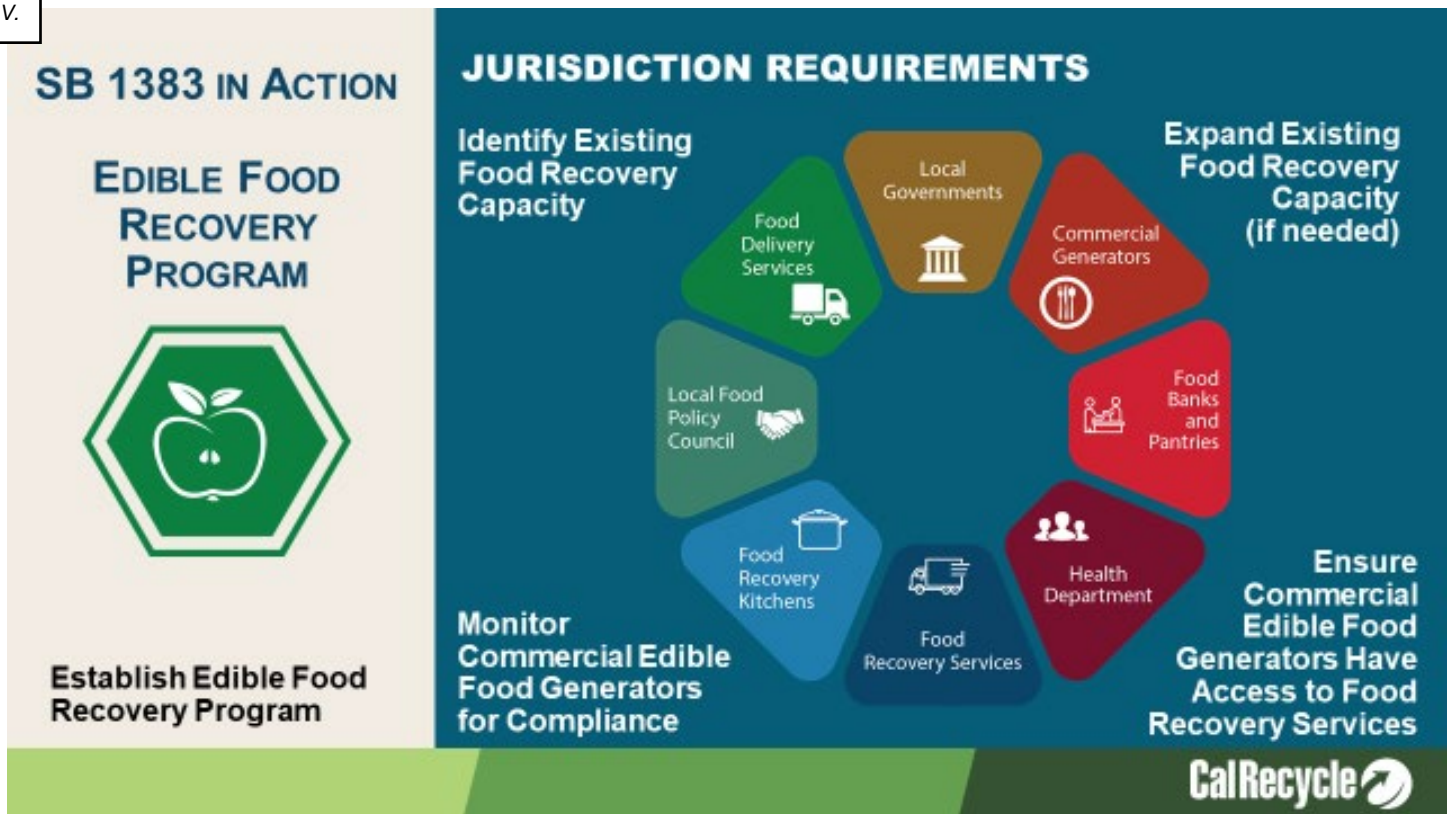 V.
SB 1383 IN ACTION
EDIBLE FOOD
RECOVERY
PROGRAM
Establish Edible Food
Recovery Program
JURISDICTION REQUIREMENTS
Identify Existing
Food Recovery
Capacity
Expand Existing
Food Recovery
Capacity
(if needed)
Local
Governments
Commercial
Generators
Food
Banks
and
Pantries
Health
Department
Food
Recovery Services
Food
Recovery
Kitchens
Local Food
Policy
Council
Food
Delivery
Services
Monitor
Commercial Edible
Food Generators
for Compliance
Ensure
Commercial
Edible Food
Generators Have
Access to Food
Recovery Services
CalRecycle